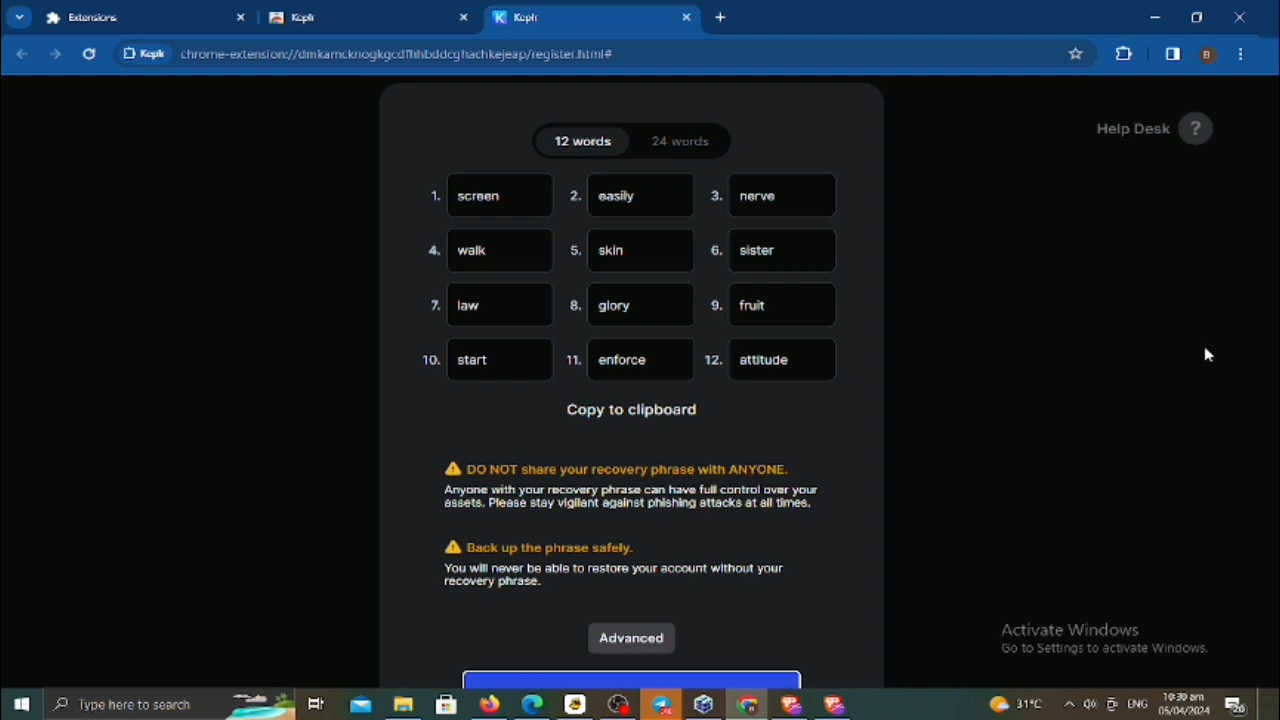 Extensions
Keplr
Keplr
Keplr
chrome-extension://dmkamcknogkgcdfhhbddcghachkejeap/register.html#
B
Help Desk ?
12 words 24 words
1. screen 2. easily 3. nerve
4. walk 5. skin 6. sister
7. law 8. glory 9. fruit
10. start 11. enforce 12. attitude
Copy to clipboard
DO NOT share your recovery phrase with ANYONE.
Anyone with your recovery phrase can have full control over your
assets. Please stay vigilant against phishing attacks at all times.
Back up the phrase safely.
You will never be able to restore your account without your
recovery phrase.
Advanced
Activate Windows
Go to Settings to activate Windows.
Type here to search
31°C
ENG
10:30 am
05/04/2024
20